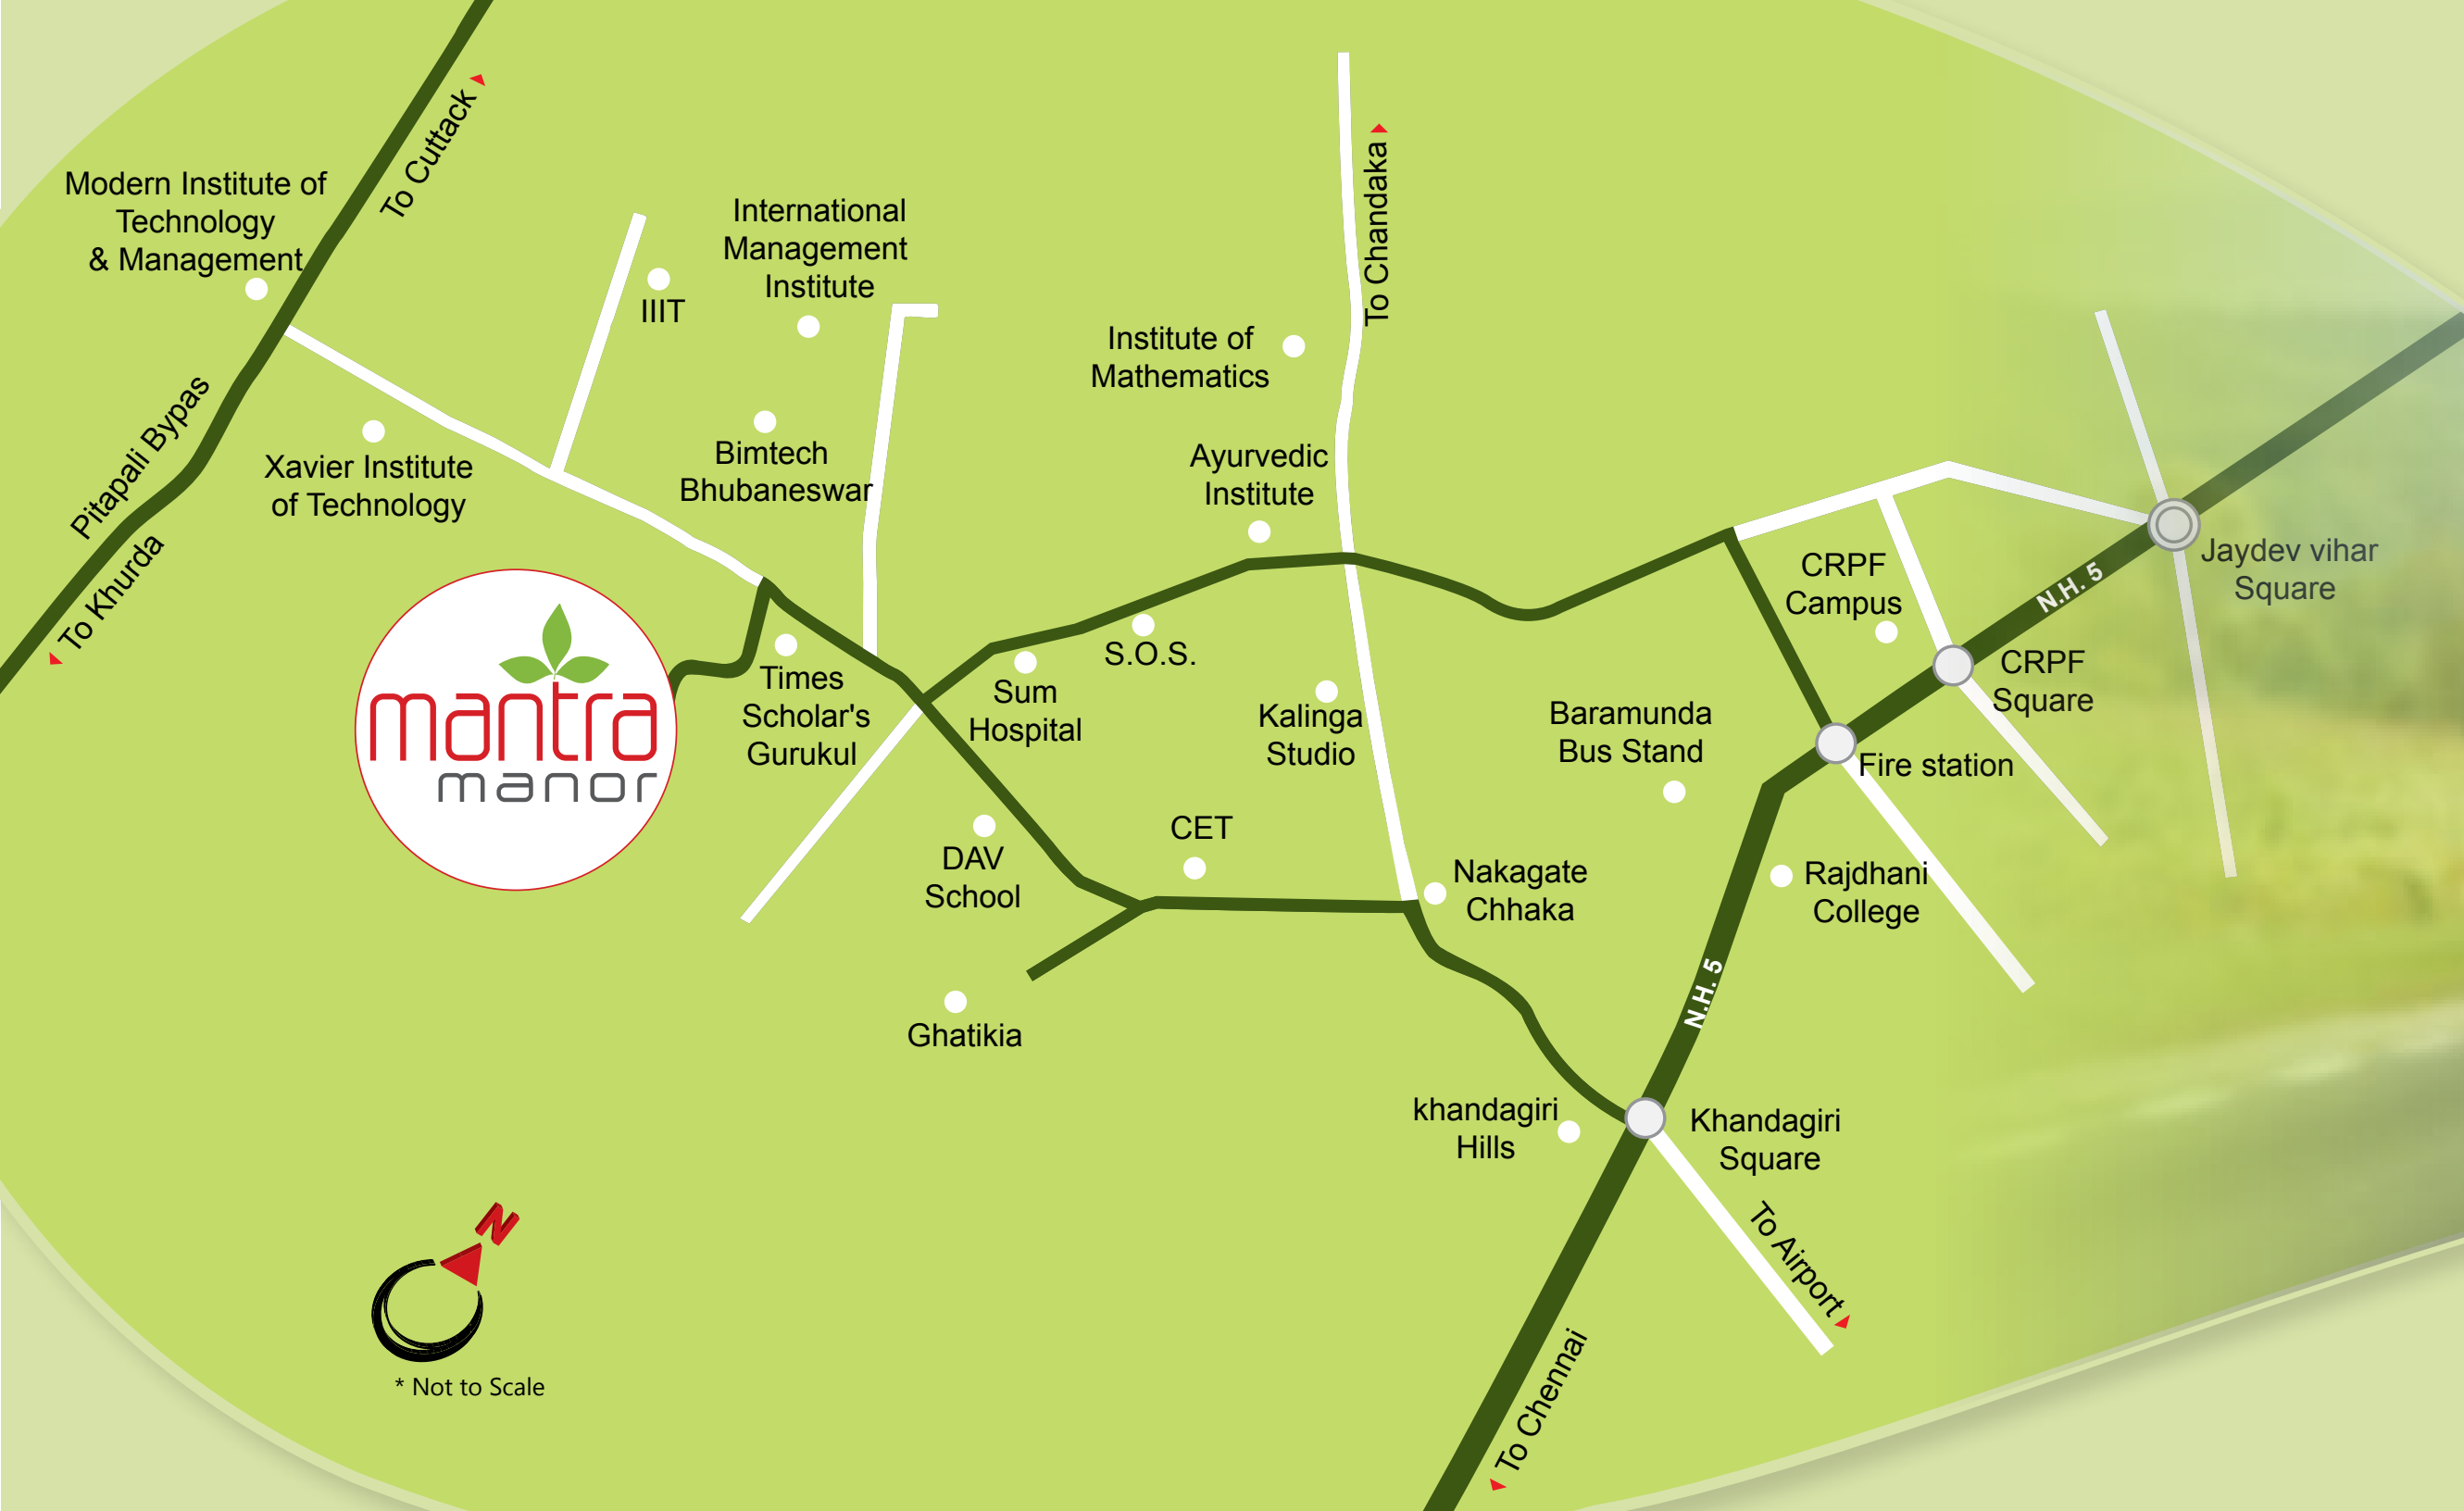 To Cuttack
Modern Institute of
Technology
& Management
International
Management
Institute
IIIT
To Chandaka
Institute of
Mathematics
Pitapali Bypas
To Khurda
Xavier Institute
of Technology
Bimtech
Bhubaneswar
Ayurvedic
Institute
CRPF
Campus
N.H. 5
Jaydev vihar
Square
mantra
manor
Times
Scholar's
Gurukul
Sum
Hospital
S.O.S.
Kalinga
Studio
Baramunda
Bus Stand
CRPF
Square
Fire station
DAV
School
CET
Nakagate
Chhaka
Rajdhani
College
Ghatikia
N.H. 5
khandagiri
Hills
Khandagiri
Square
To Airport
To Chennai
N
* Not to Scale